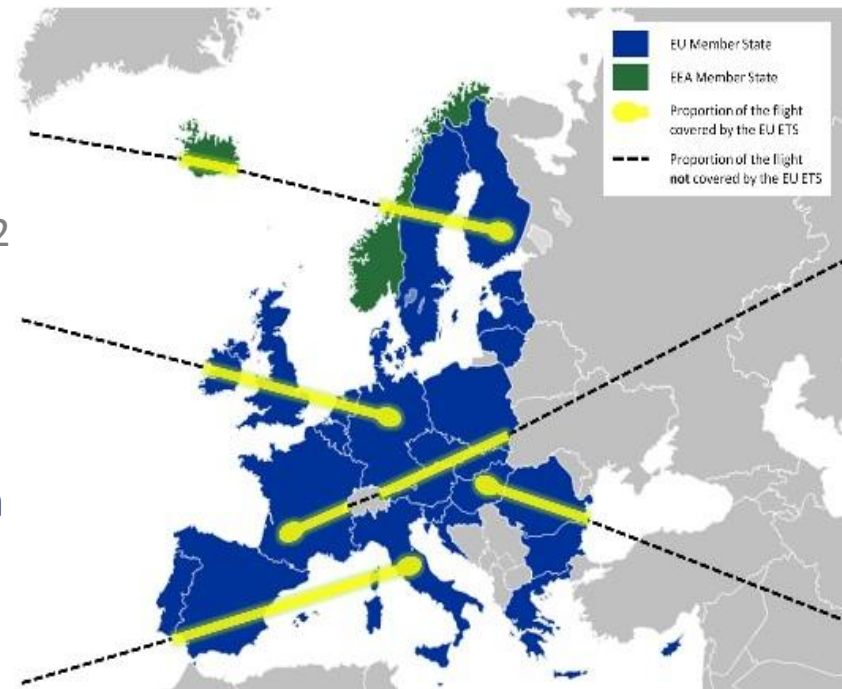 EU Member State
EEA Member State
Proportion of the flight
covered by the EU ETS
Proportion of the flight
not covered by the EU ETS
2